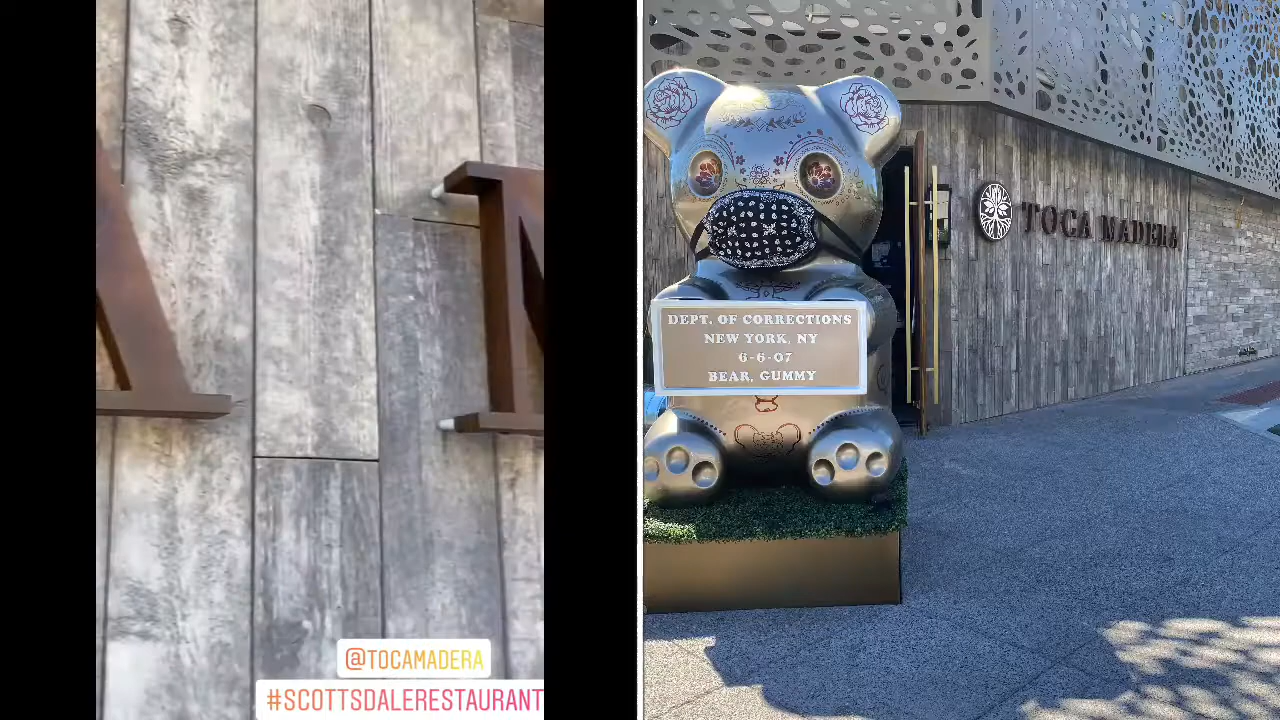 @TOCAMADERA
#SCOTTSDALERESTAURANT
DEPT. OF CORRECTIONS
NEW YORK, NY
6-6-07
BEAR, GUMMY
TOCA MADERA